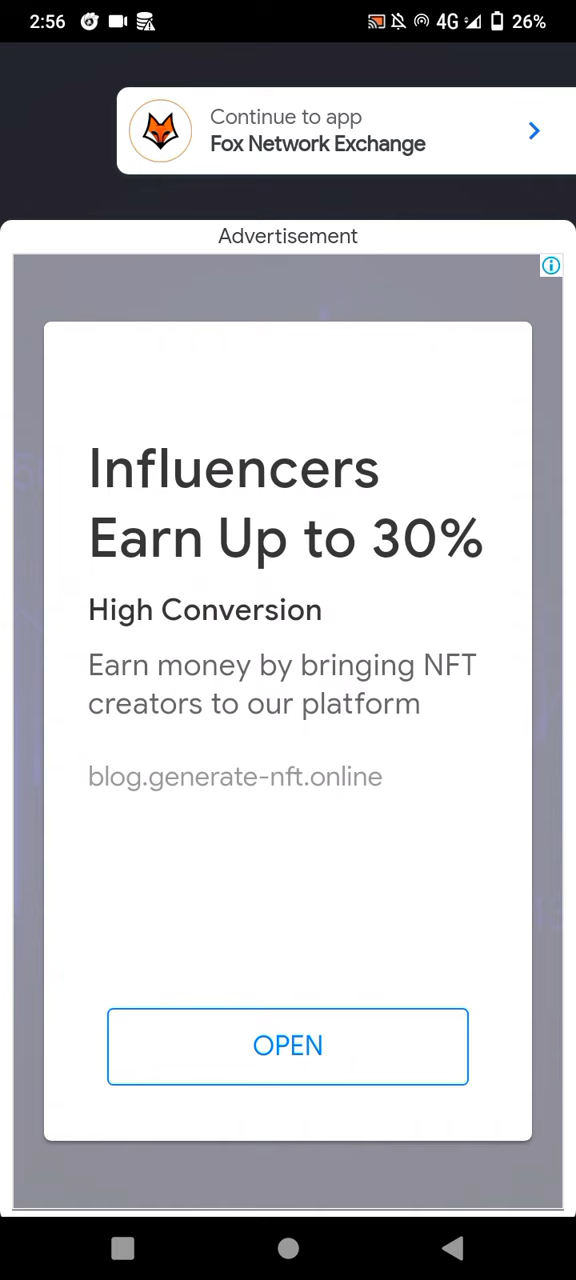 2:56 4G 26%
Continue to app
Fox Network Exchange
Advertisement
Influencers
Earn Up to 30%
High Conversion
Earn money by bringing NFT
creators to our platform
blog.generate-nft.online
OPEN